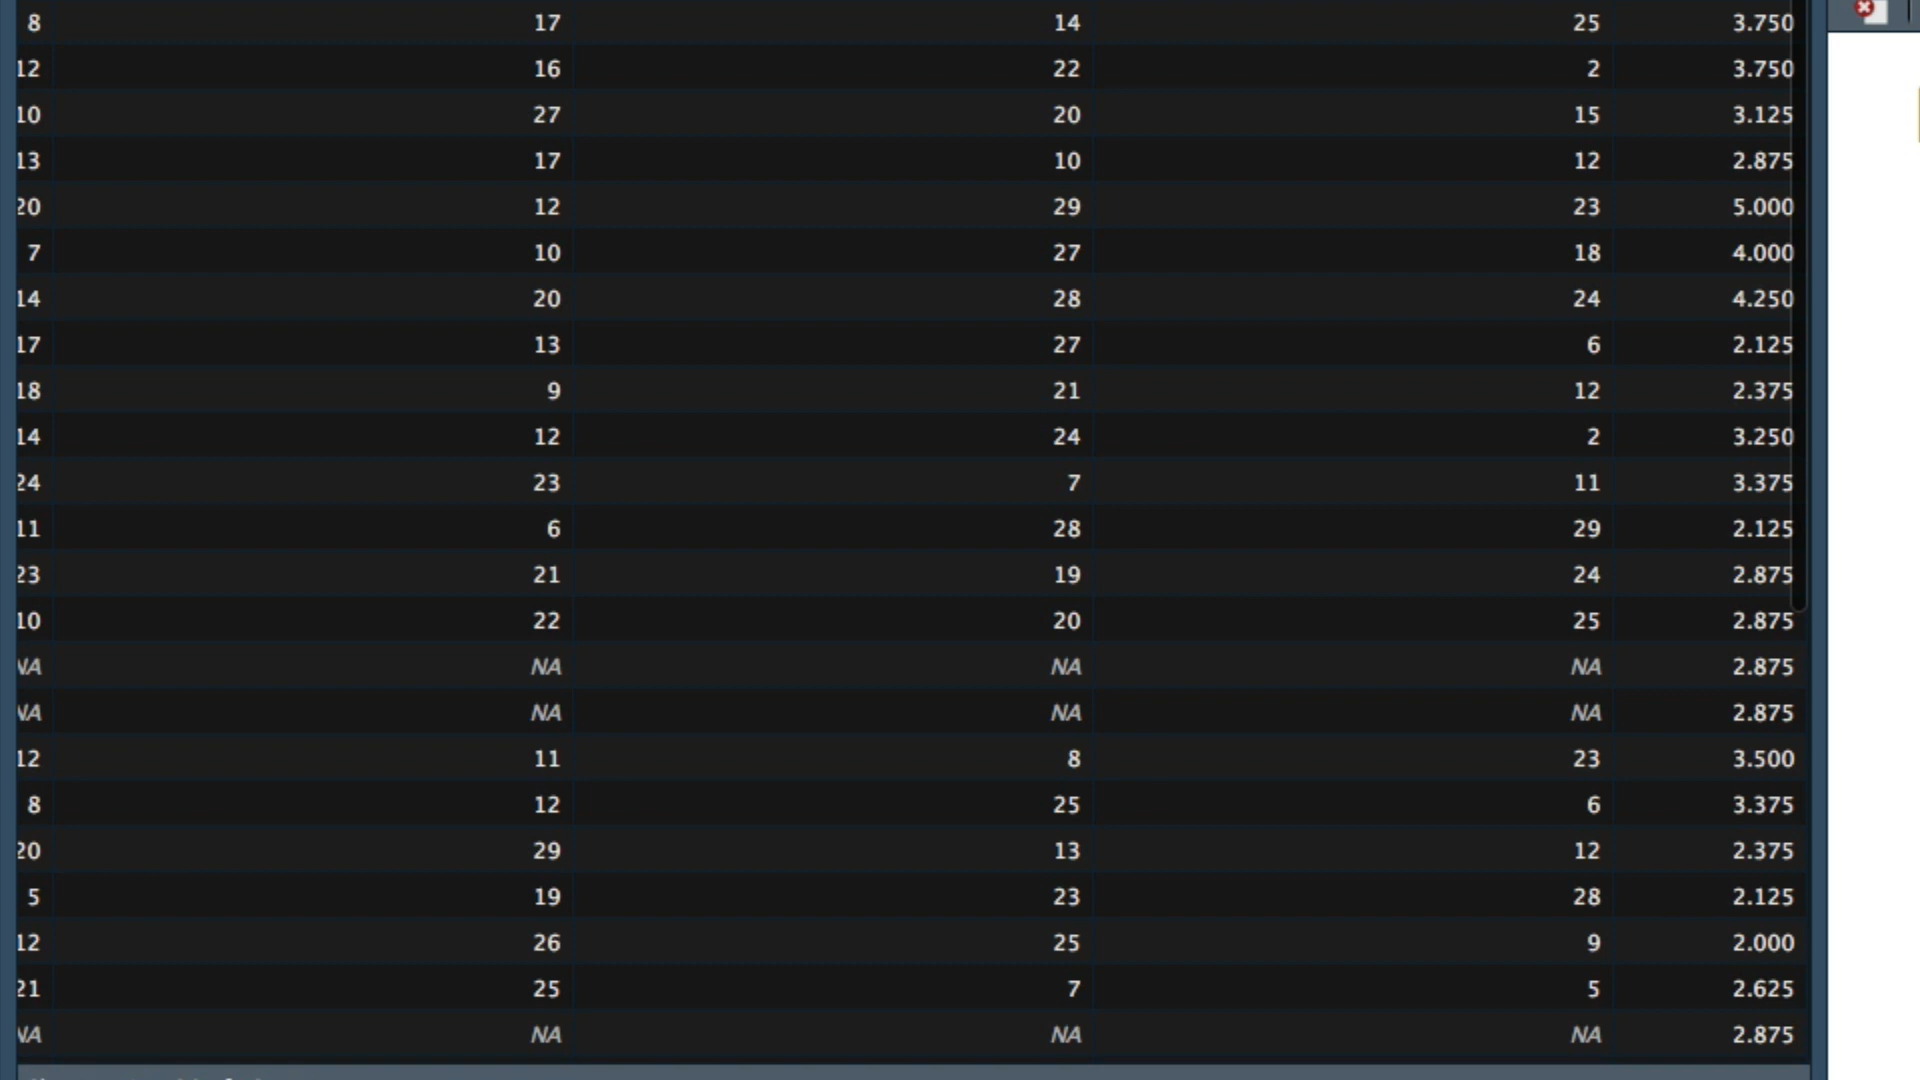 8 17 14 25 3.750
12 16 22 2 3.750
10 27 20 15 3.125
13 17 10 12 2.875
20 12 29 23 5.000
7 10 27 18 4.000
14 20 28 24 4.250
17 13 27 6 2.125
18 9 21 12 2.375
14 12 24 2 3.250
24 23 7 11 3.375
11 6 28 29 2.125
23 21 19 24 2.875
10 22 20 25 2.875
NA NA NA NA 2.875
NA NA NA NA 2.875
12 11 8 23 3.500
8 12 25 6 3.375
20 29 13 12 2.375
5 19 23 28 2.125
12 26 25 9 2.000
21 25 7 5 2.625
NA NA NA NA 2.875